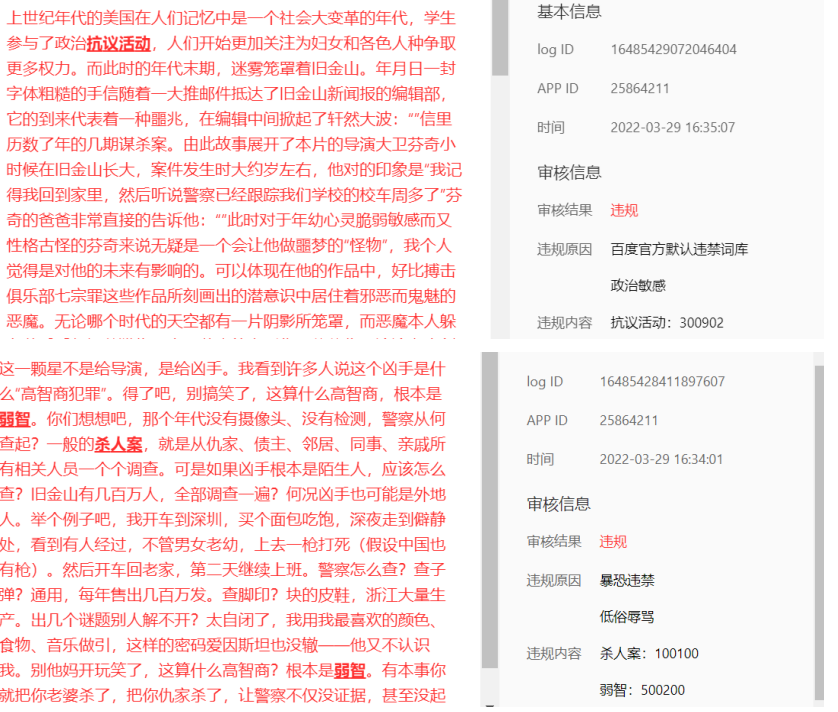 上世纪年代的美国在人们记忆中是一个社会大变革的年代，学生
参与了政治抗议活动，人们开始更加关注为妇女和各色人种争取
更多权力。而此时的年代末期，迷雾笼罩着旧金山。年月日一封
字体粗糙的手信随着一大推邮件抵达了旧金山新闻报的编辑部，
它的到来代表着一种噩兆，在编辑中间掀起了轩然大波：“”信里
历数了年的几期谋杀案。由此故事展开了本片的导演大卫芬奇小
时候在旧金山长大，案件发生时大约岁左右，他对的印象是“我记
得我回到家里，然后听说警察已经跟踪我们学校的校车周多了”芬
奇的爸爸非常直接的告诉他：“”此时对于年幼心灵脆弱敏感而又
性格古怪的芬奇来说无疑是一个会让他做噩梦的“怪物”，我个人
觉得是对他的未来有影响的。可以体现在他的作品中，好比搏击
俱乐部七宗罪这些作品所刻画出的潜意识中居住着邪恶而鬼魅的
恶魔。无论哪个时代的天空都有一片阴影所笼罩，而恶魔本人躲
基本信息
log ID 16485429072046404
APP ID 25864211
时间 2022-03-29 16:35:07
审核信息
审核结果 违规
违规原因 百度官方默认违禁词库
政治敏感
违规内容 抗议活动：300902
这一颗星不是给导演，是给凶手。我看到许多人说这个凶手是什
么“高智商犯罪”。得了吧，别搞笑了，这算什么高智商，根本是
弱智。你们想想吧，那个年代没有摄像头、没有检测，警察从何
查起？一般的杀人案，就是从仇家、债主、邻居、同事、亲戚所
有相关人员一个个调查。可是如果凶手根本是陌生人，应该怎么
查？旧金山有几百万人，全部调查一遍？何况凶手也可能是外地
人。举个例子吧，我开车到深圳，买个面包吃饱，深夜走到僻静
处，看到有人经过，不管男女老幼，上去一枪打死（假设中国也
有枪）。然后开车回老家，第二天继续上班。警察怎么查？查子
弹？通用，每年售出几百万发。查脚印？块的皮鞋，浙江大量生
产。出几个谜题别人解不开？太自闭了，我用我最喜欢的颜色、
食物、音乐做引，这样的密码爱因斯坦也没辙——他又不认识
我。别他妈开玩笑了，这算什么高智商？根本是弱智。有本事你
就把你老婆杀了，把你仇家杀了，让警察不仅没证据，甚至没起
log ID 16485428411897607
APP ID 25864211
时间 2022-03-29 16:34:01
审核信息
审核结果 违规
违规原因 暴恐违禁
低俗辱骂
违规内容 杀人案：100100
弱智：500200